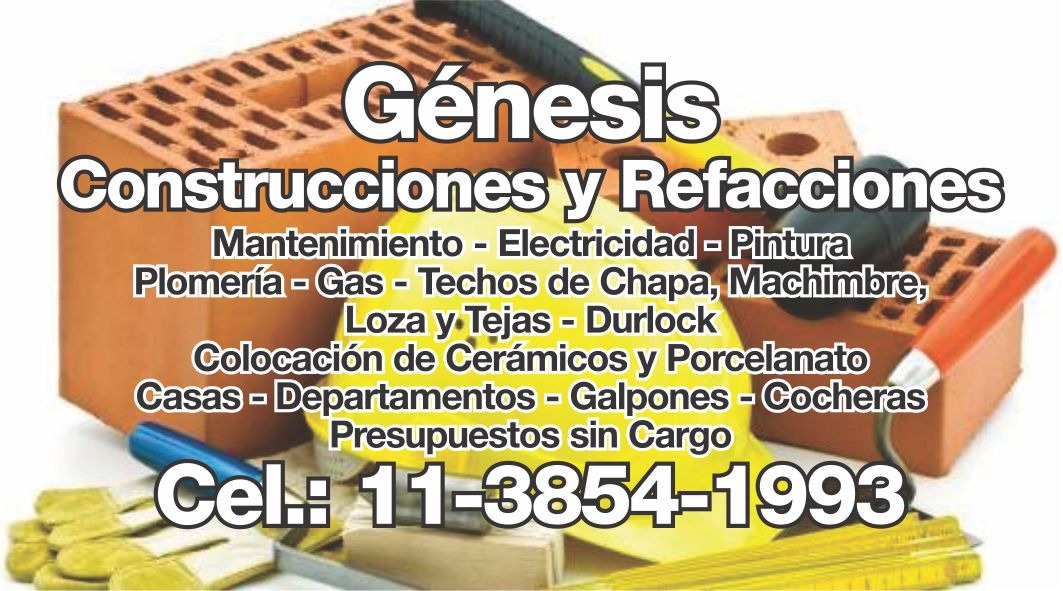 Génesis
Construcciones y Refacciones
Mantenimiento - Electricidad - Pintura
Plomería - Gas - Techos de Chapa, Machimbre,
Loza y Tejas - Durlock
Colocación de Cerámicos y Porcelanato
Casas - Departamentos - Galpones - Cocheras
Presupuestos sin Cargo
Cel.: 11-3854-1993